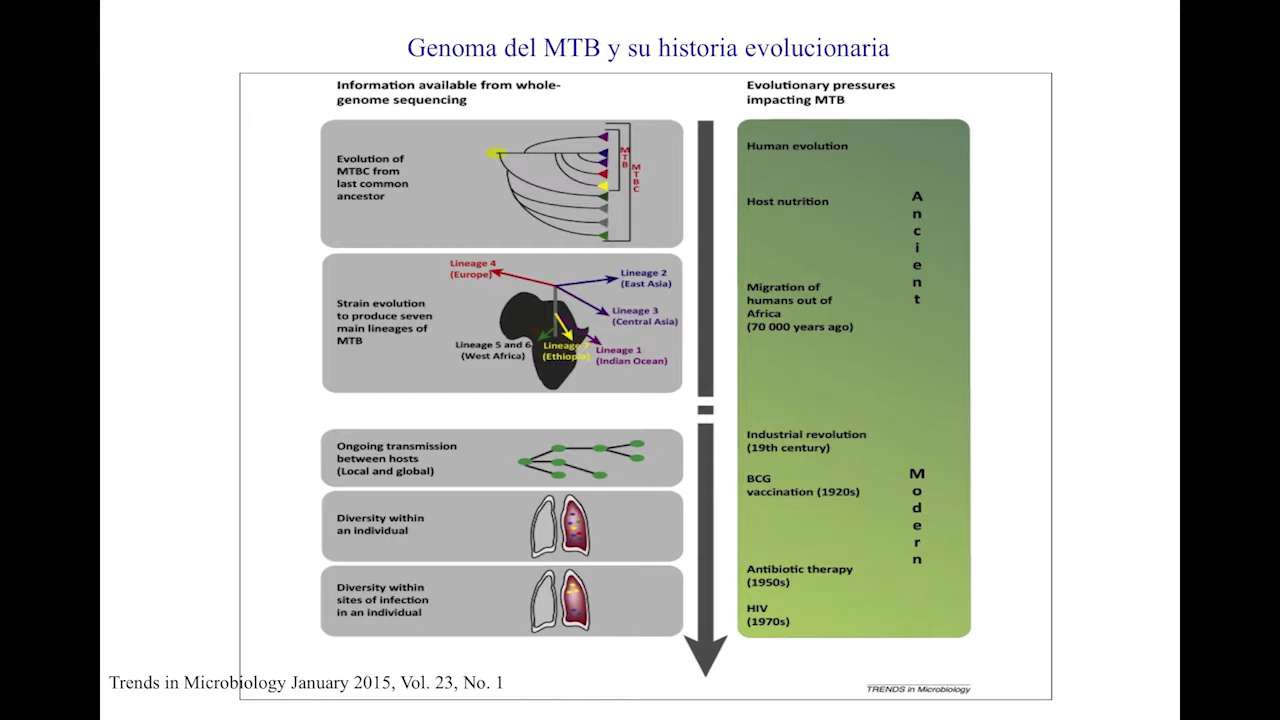 Genoma del MTB y su historia evolucionaria
Information available from whole-
genome sequencing
Evolutionary pressures
impacting MTB
Evolution of
MTBC from
last common
ancestor
MTB
MTBC
Strain evolution
to produce seven
main lineages of
MTB
Lineage 4
(Europe)
Lineage 2
(East Asia)
Lineage 3
(Central Asia)
Lineage 5 and 6
(West Africa)
Lineage 7
(Ethiopia)
Lineage 1
(Indian Ocean)
Ongoing transmission
between hosts
(Local and global)
Diversity within
an individual
Diversity within
sites of infection
in an individual
Human evolution
Host nutrition
Migration of
humans out of
Africa
(70 000 years ago)
Ancient
Industrial revolution
(19th century)
BCG
vaccination (1920s)
Antibiotic therapy
(1950s)
HIV
(1970s)
Modern
Trends in Microbiology January 2015, Vol. 23, No. 1
TRENDS in Microbiology